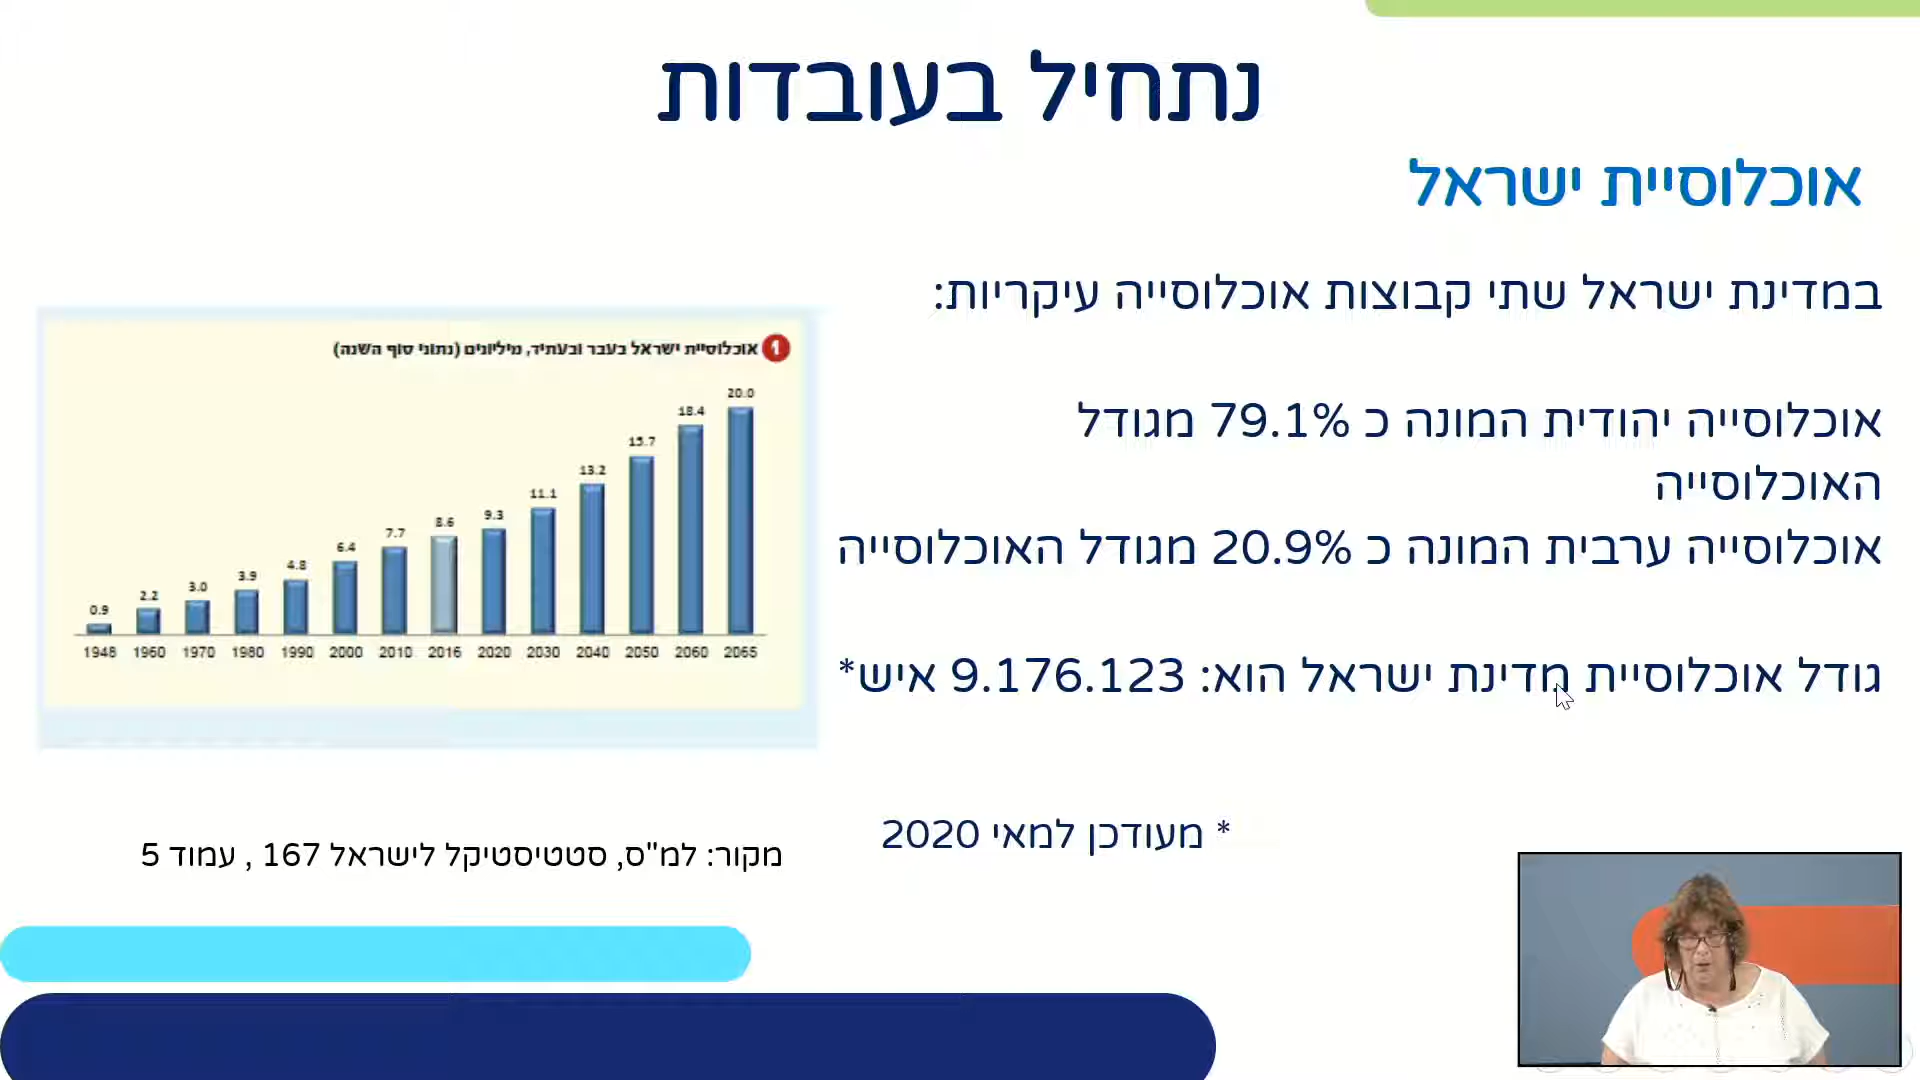 נתחיל בעובדות
אוכלוסיית ישראל
במדינת ישראל שתי קבוצות אוכלוסייה עיקריות:
אוכלוסייה יהודית המונה כ 79.1% מגודל
האוכלוסייה
אוכלוסייה ערבית המונה כ 20.9% מגודל האוכלוסייה
גודל אוכלוסיית מדינת ישראל הוא: 9.176.123 איש*
* מעודכן למאי 2020
1 אוכלוסיית ישראל בעבר ובעתיד, מיליונים (נתוני סוף השנה)
0.9 2.2 3.0 3.9 4.8 6.4 7.7 8.6 9.3 11.1 13.2 15.7 18.4 20.0
1948 1960 1970 1980 1990 2000 2010 2016 2020 2030 2040 2050 2060 2065
מקור: למ"ס, סטטיסטיקל לישראל 167 , עמוד 5